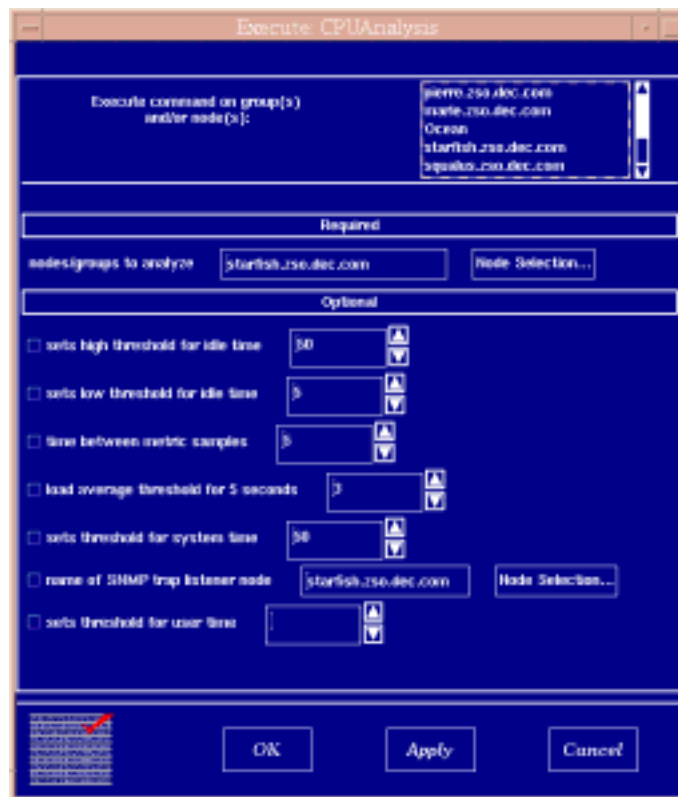 Execute: CPUAnalysis
Execute command on group(s)
and/or node(s):
pierre.zso.dec.com
marie.zso.dec.com
Ocean
starfish.zso.dec.com
squalus.zso.dec.com
Required
nodes/groups to analyze starfish.zso.dec.com Node Selection...
Optional
sets high threshold for idle time 50
sets low threshold for idle time 5
time between metric samples 5
load average threshold for 5 seconds 3
sets threshold for system time 50
name of SNMP trap listener node starfish.zso.dec.com Node Selection...
sets threshold for user time
OK Apply Cancel